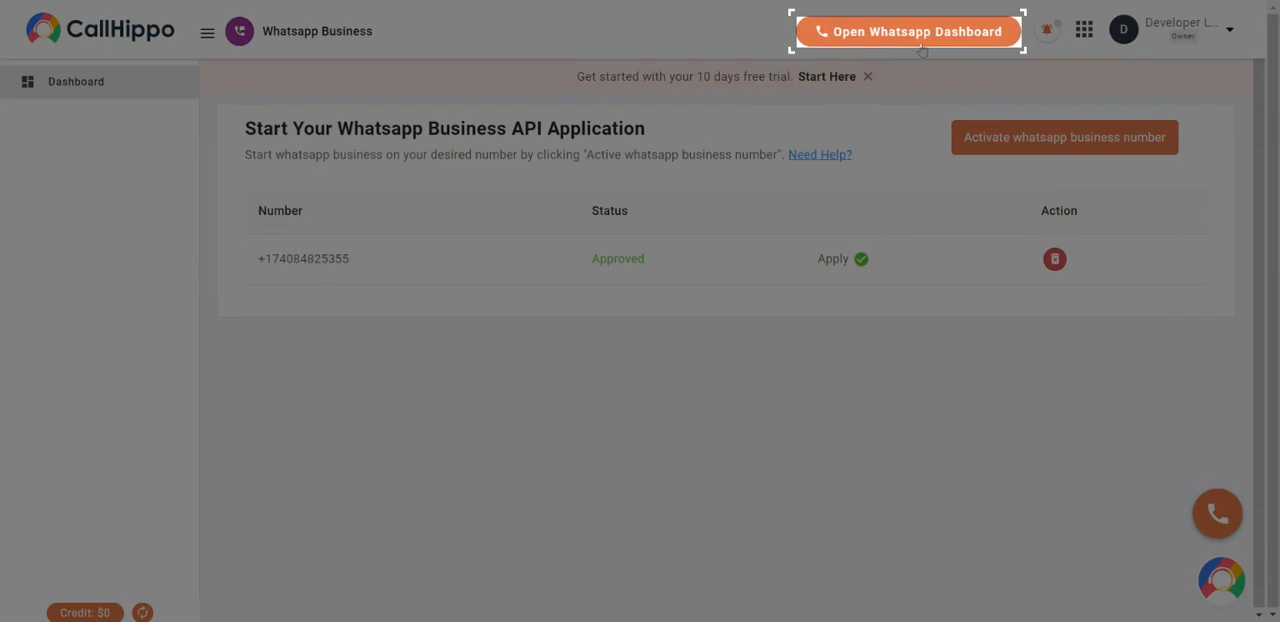 CallHippo
Whatsapp Business
Open Whatsapp Dashboard
D
Developer L...
Owner
Dashboard
Get started with your 10 days free trial. Start Here
Start Your Whatsapp Business API Application
Start whatsapp business on your desired number by clicking "Active whatsapp business number". Need Help?
Activate whatsapp business number
Number Status Action
+174084825355 Approved Apply
Credit: $0